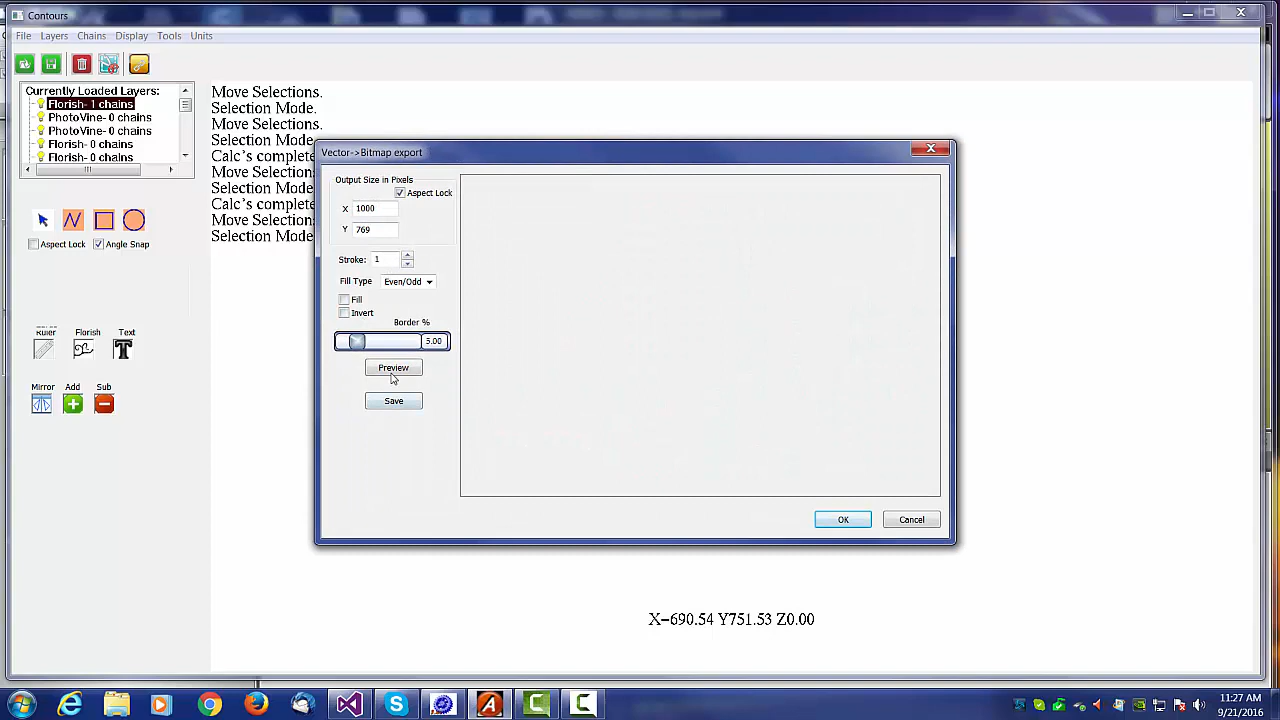 Contours
File Layers Chains Display Tools Units
Currently Loaded Layers:
Florish- 1 chains
PhotoVine- 0 chains
PhotoVine- 0 chains
Florish- 0 chains
Florish- 0 chains
Move Selections.
Selection Mode.
Move Selections.
Selection Mode.
Calc's complete
Move Selections
Selection Mode
Calc's complete
Move Selections
Selection Mode
Aspect Lock Angle Snap
Ruler Florish Text
Mirror Add Sub
Vector->Bitmap export
Output Size in Pixels
Aspect Lock
X 1000
Y 769
Stroke: 1
Fill Type Even/Odd
Fill
Invert
Border %
5.00
Preview
Save
OK Cancel
X-690.54 Y751.53 Z0.00
11:27 AM
9/21/2016